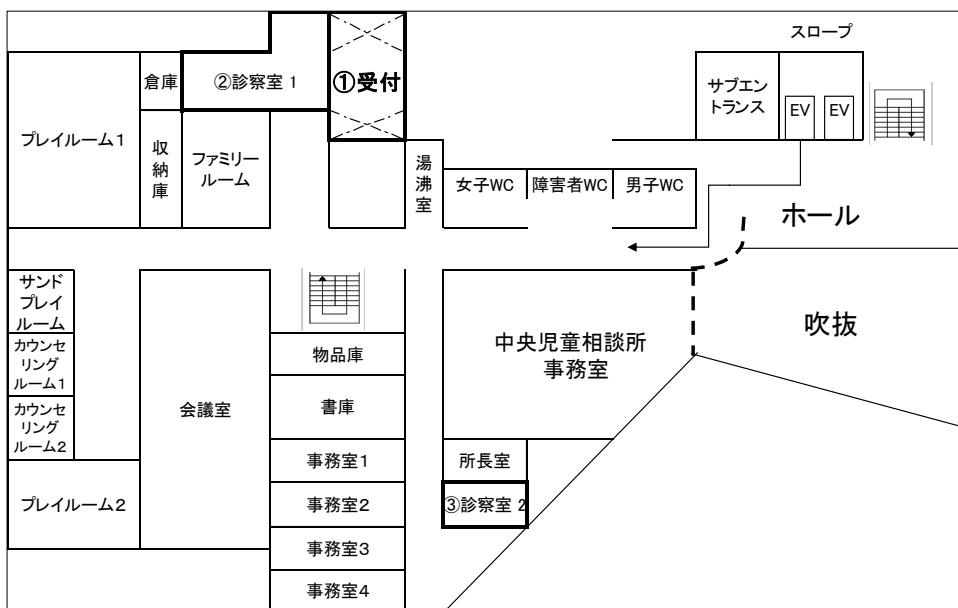 スロープ
倉庫
②診察室 1
①受付
サブエン
トランス
EV
EV
プレイルーム1
収
納
庫
ファミリー
ルーム
湯
沸
室
女子WC
障害者WC
男子WC
ホール
サンド
プレイ
ルーム
カウンセ
リング
ルーム1
カウンセ
リング
ルーム2
プレイルーム2
会議室
物品庫
書庫
事務室1
事務室2
事務室3
事務室4
中央児童相談所
事務室
所長室
③診察室 2
吹抜